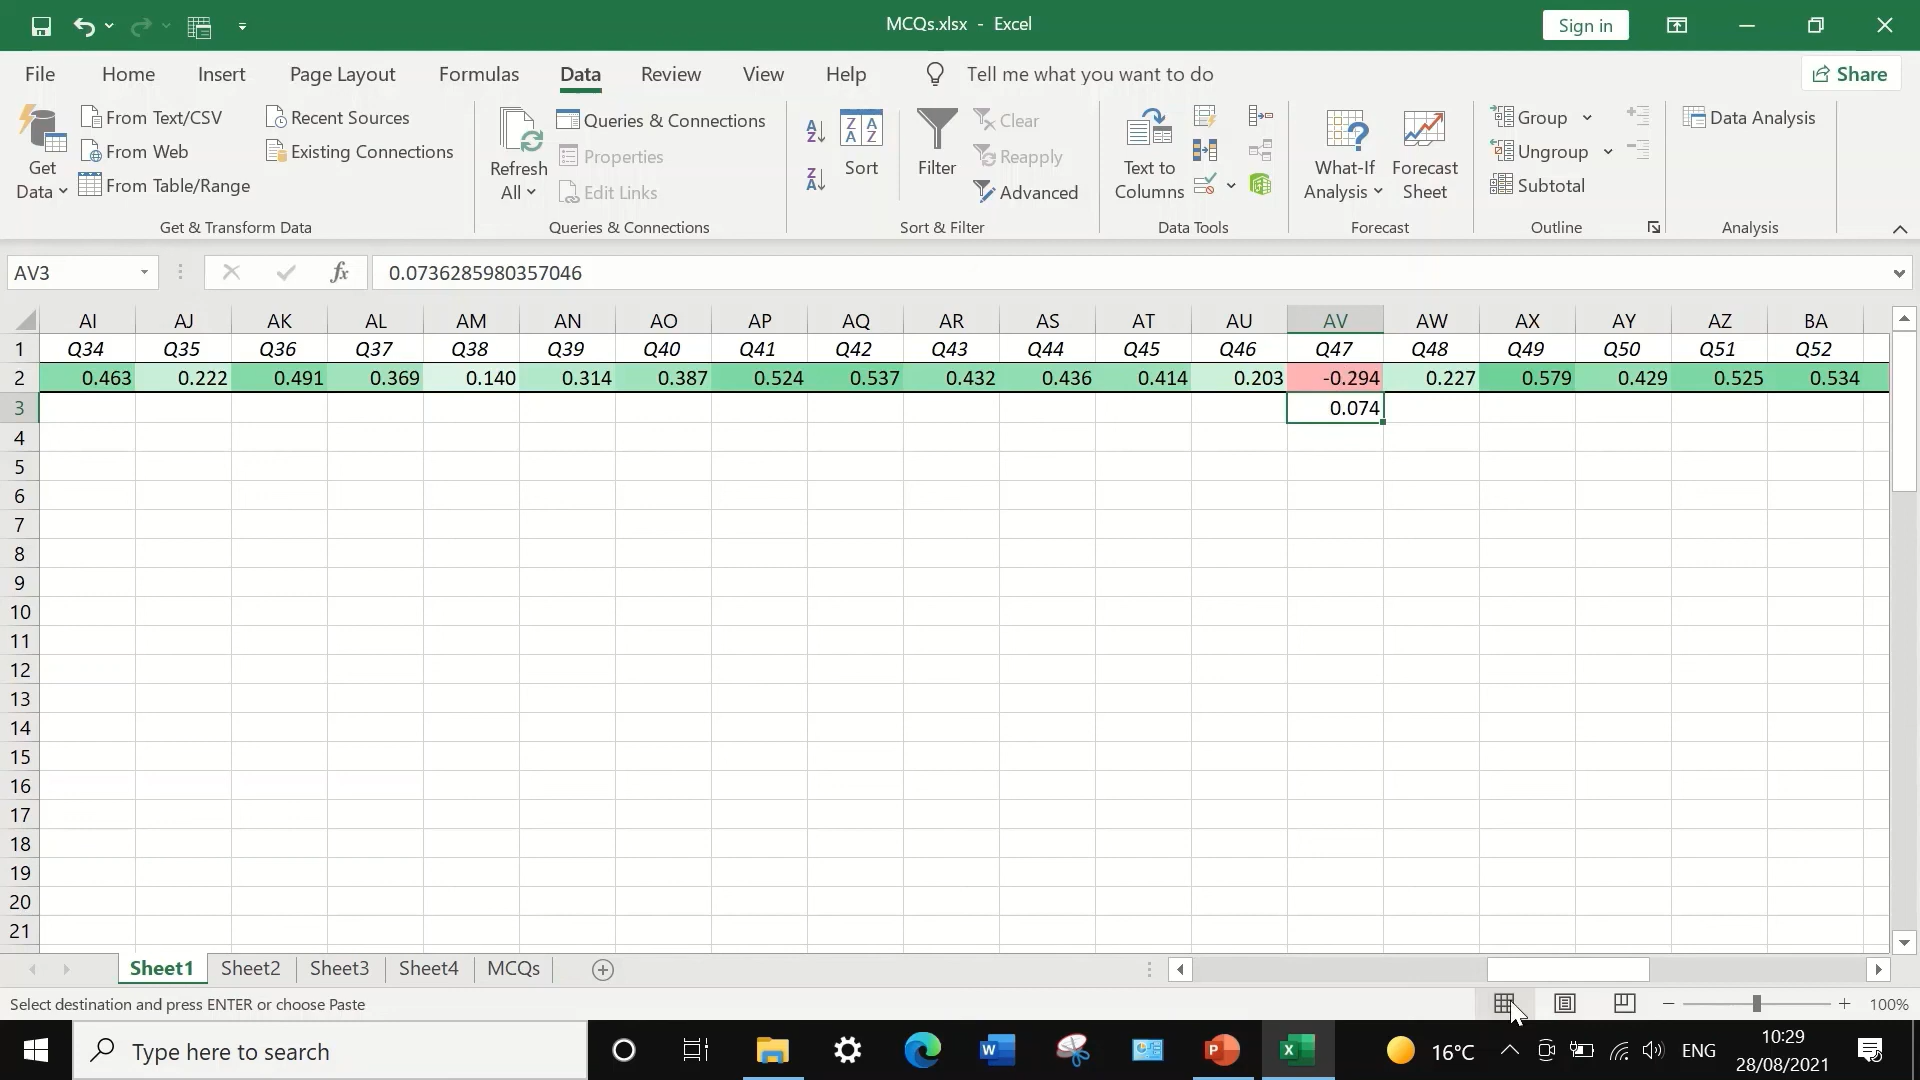 MCQs.xlsx - Excel
Sign in
File Home Insert Page Layout Formulas Data Review View Help Tell me what you want to do Share
Get Data
From Text/CSV
From Web
From Table/Range
Recent Sources
Existing Connections
Get & Transform Data
Refresh All
Queries & Connections
Properties
Edit Links
Queries & Connections
Sort
Filter
Clear
Reapply
Advanced
Sort & Filter
Text to Columns
Data Tools
What-If Analysis
Forecast Sheet
Forecast
Group
Ungroup
Subtotal
Outline
Data Analysis
Analysis
AV3 fx 0.0736285980357046
AI AJ AK AL AM AN AO AP AQ AR AS AT AU AV AW AX AY AZ BA
1 Q34 Q35 Q36 Q37 Q38 Q39 Q40 Q41 Q42 Q43 Q44 Q45 Q46 Q47 Q48 Q49 Q50 Q51 Q52
2 0.463 0.222 0.491 0.369 0.140 0.314 0.387 0.524 0.537 0.432 0.436 0.414 0.203 -0.294 0.227 0.579 0.429 0.525 0.534
3 0.074
4
5
6
7
8
9
10
11
12
13
14
15
16
17
18
19
20
21
Sheet1 Sheet2 Sheet3 Sheet4 MCQs
Select destination and press ENTER or choose Paste
100%
Type here to search
16°C
ENG
10:29
28/08/2021